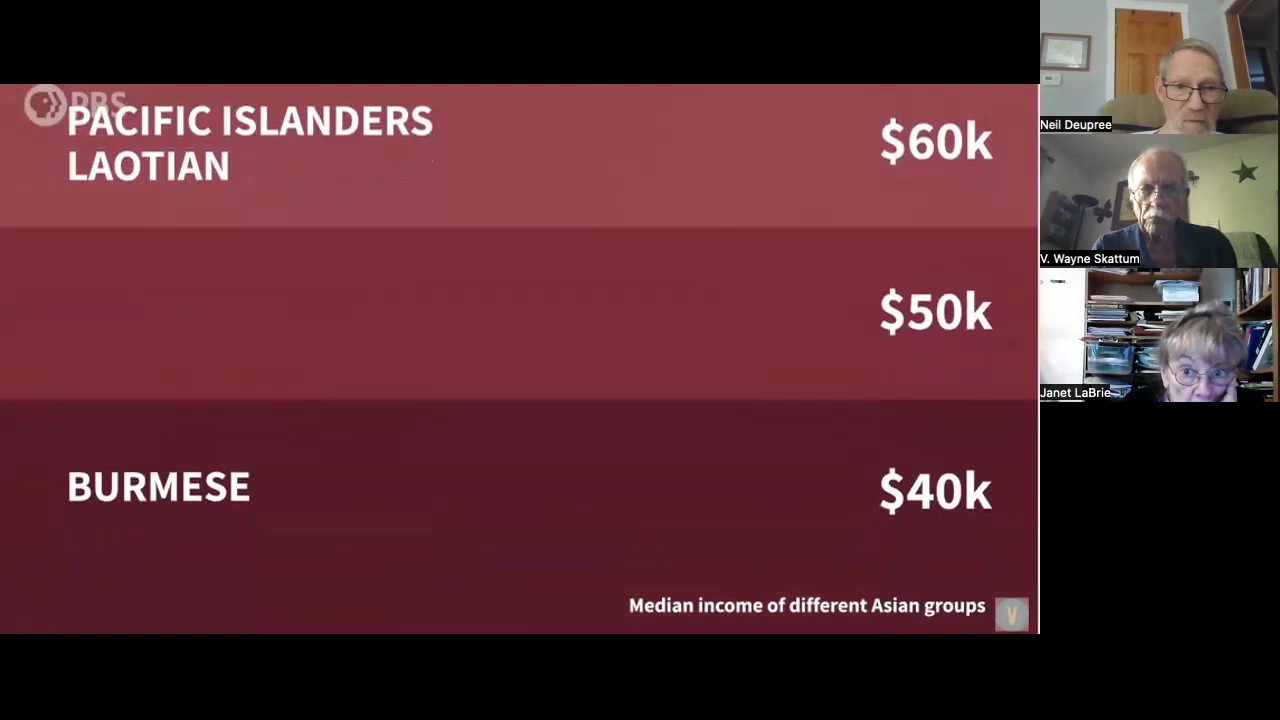 PBS
PACIFIC ISLANDERS
LAOTIAN
$60k
$50k
BURMESE
$40k
Median income of different Asian groups
V
Neil Deupree
V. Wayne Skattum
Janet LaBrie